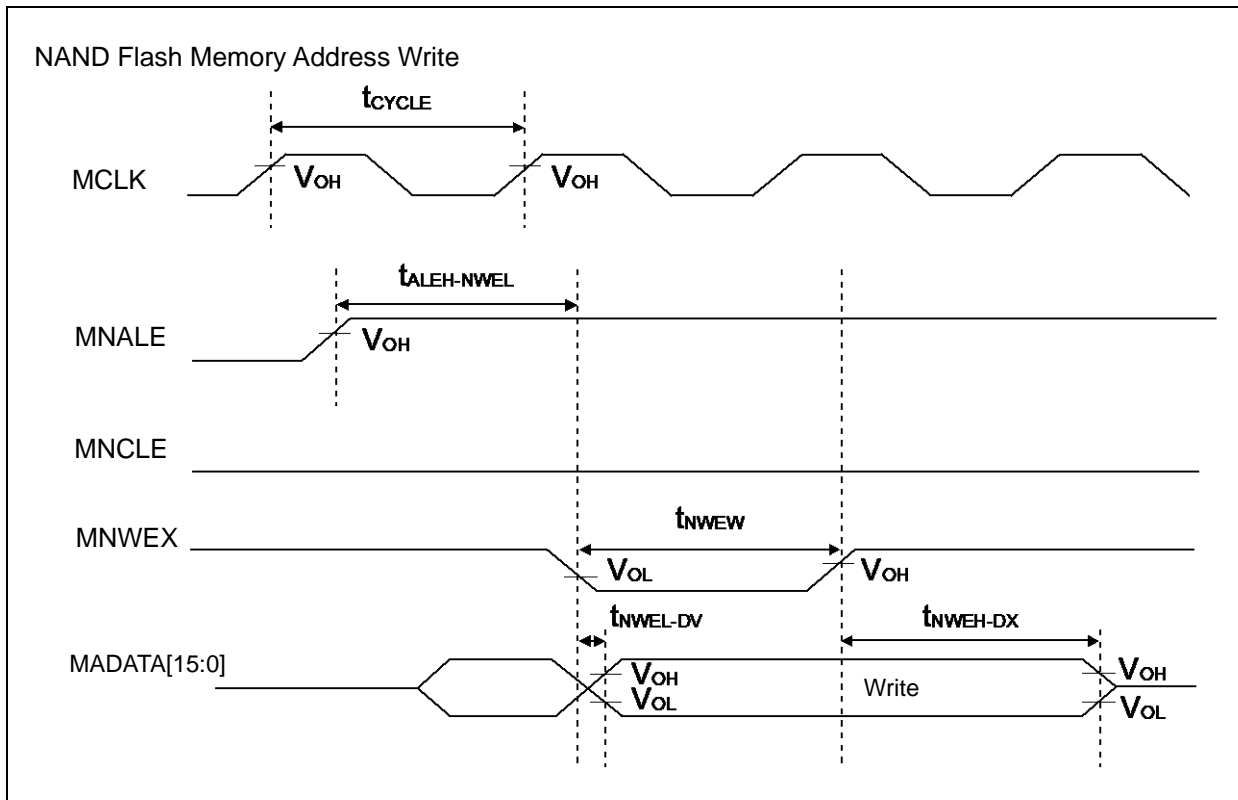 NAND Flash Memory Address Write
tCYCLE
MCLK
VOH
VOH
tALEH-NWEL
MNALE
VOH
MNCLE
tNWEW
MNWEX
VOL
VOH
tNWEL-DV
tNWEH-DX
MADATA[15:0]
VOH
Write
VOH
VOL
VOL